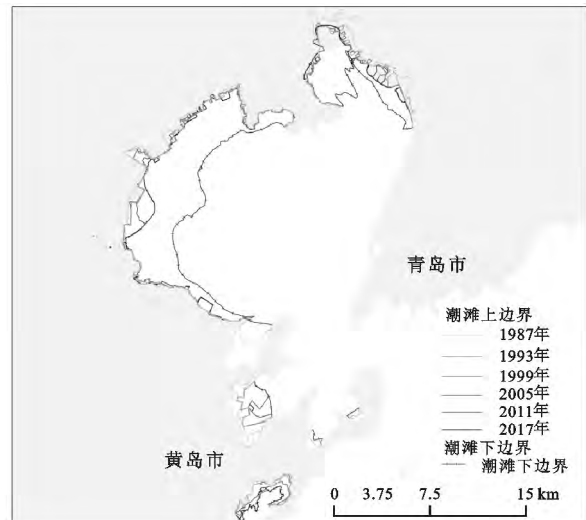 青岛市
潮滩上边界
1987年
1993年
1999年
2005年
2011年
2017年
潮滩下边界
潮滩下边界
黄岛市
0 3.75 7.5 15 km